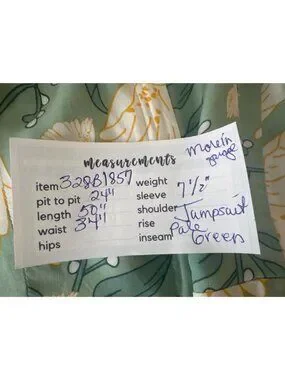 measurements
item 328B1857
pit to pit 24"
length 50"
waist 34"
hips
weight
sleeve 7 1/2"
shoulder Jumpsuit
rise Pale
inseam Green